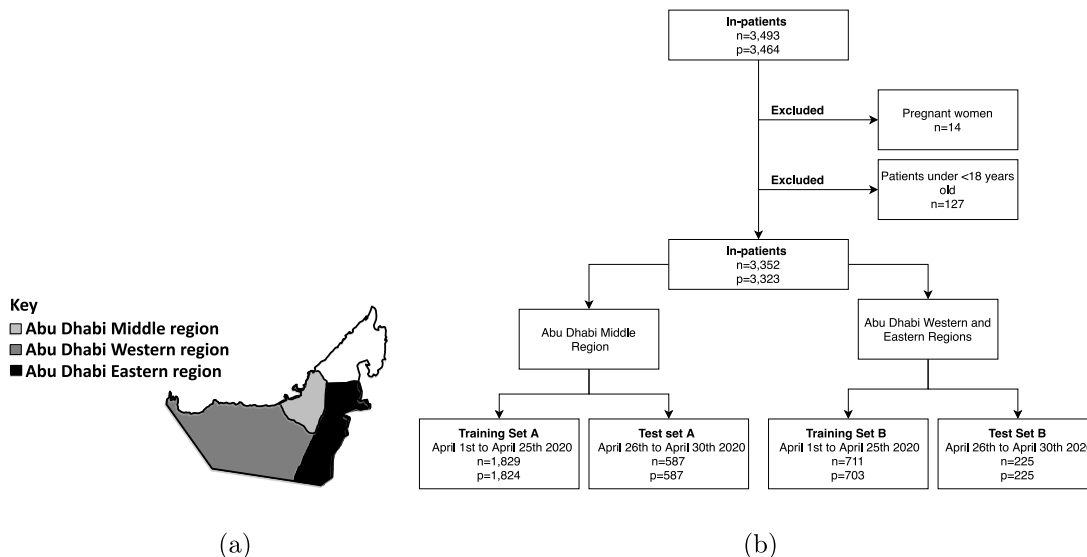 In-patients
n=3,493
p=3,464
Excluded
Pregnant women
n=14
Excluded
Patients under <18 years
old
n=127
In-patients
n=3,352
p=3,323
Key
Abu Dhabi Middle region
Abu Dhabi Western region
Abu Dhabi Eastern region
Abu Dhabi Middle
Region
Abu Dhabi Western and
Eastern Regions
Training Set A
April 1st to April 25th 2020
n=1,829
p=1,824
Test set A
April 26th to April 30th 2020
n=587
p=587
Training Set B
April 1st to April 25th 2020
n=711
p=703
Test Set B
April 26th to April 30th 2020
n=225
p=225
(a)
(b)